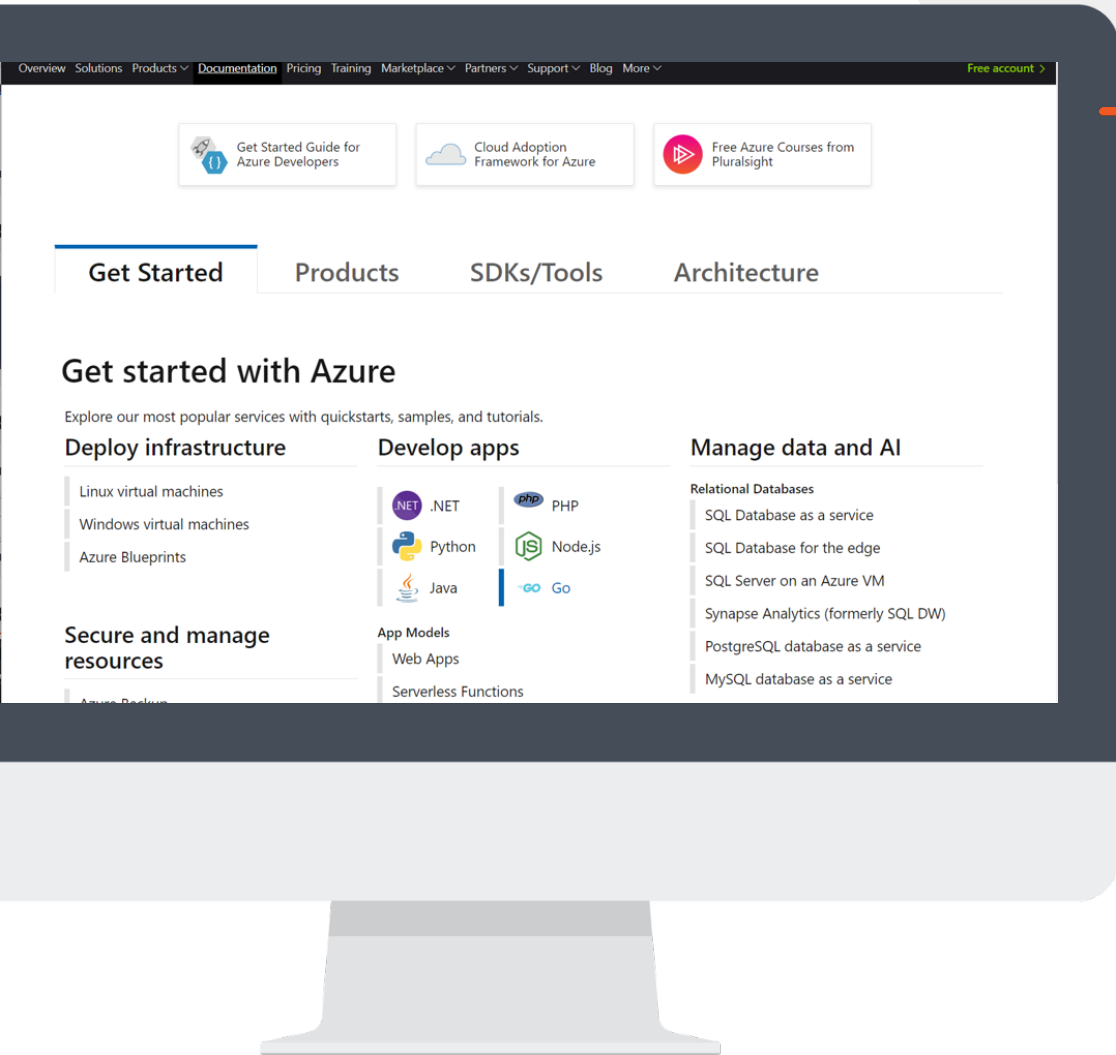 Overview Solutions Products Documentation Pricing Training Marketplace Partners Support Blog More Free account >
Get Started Guide for
Azure Developers
Cloud Adoption
Framework for Azure
Free Azure Courses from
Pluralsight
Get Started Products SDKs/Tools Architecture
Get started with Azure
Explore our most popular services with quickstarts, samples, and tutorials.
Deploy infrastructure
Linux virtual machines
Windows virtual machines
Azure Blueprints
Secure and manage
resources
Azure Backup
Develop apps
.NET .NET
php PHP
Python
JS Node.js
Java
GO Go
App Models
Web Apps
Serverless Functions
Manage data and AI
Relational Databases
SQL Database as a service
SQL Database for the edge
SQL Server on an Azure VM
Synapse Analytics (formerly SQL DW)
PostgreSQL database as a service
MySQL database as a service